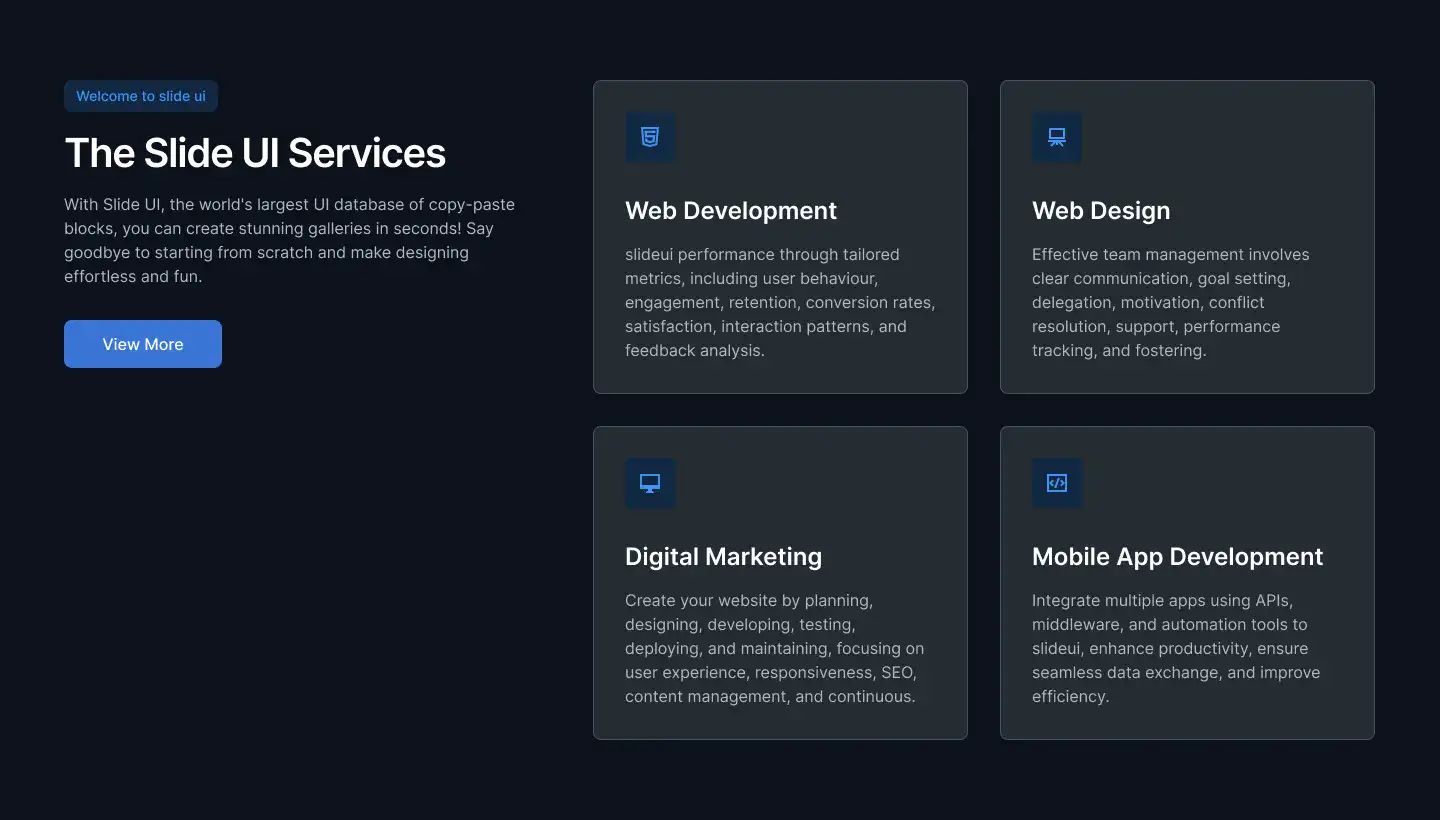 Welcome to slide ui
The Slide UI Services
With Slide UI, the world's largest UI database of copy-paste
blocks, you can create stunning galleries in seconds! Say
goodbye to starting from scratch and make designing
effortless and fun.
View More
Web Development
slideui performance through tailored
metrics, including user behaviour,
engagement, retention, conversion rates,
satisfaction, interaction patterns, and
feedback analysis.
Web Design
Effective team management involves
clear communication, goal setting,
delegation, motivation, conflict
resolution, support, performance
tracking, and fostering.
Digital Marketing
Create your website by planning,
designing, developing, testing,
deploying, and maintaining, focusing on
user experience, responsiveness, SEO,
content management, and continuous.
Mobile App Development
Integrate multiple apps using APIs,
middleware, and automation tools to
slideui, enhance productivity, ensure
seamless data exchange, and improve
efficiency.